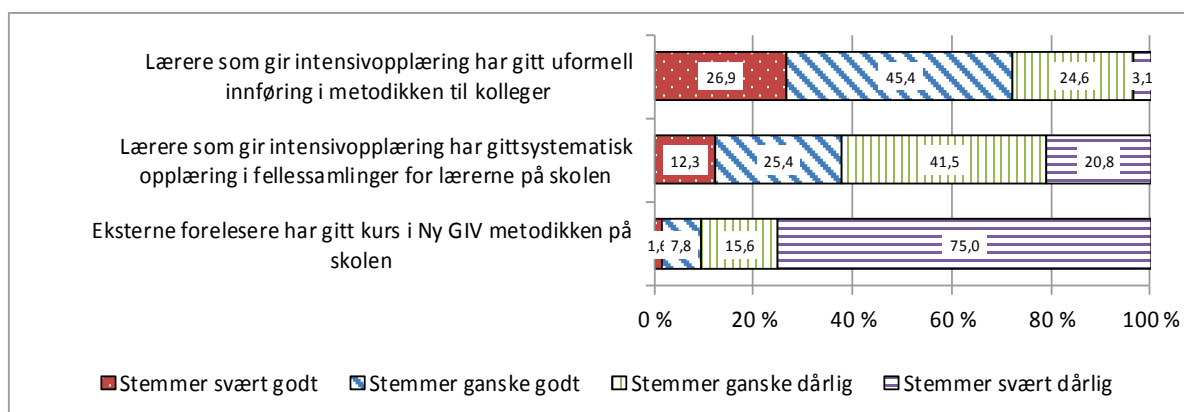 Lærere som gir intensivopplæring har gitt uformell
innføring i metodikken til kolleger
26,9 45,4 24,6 3,1
Lærere som gir intensivopplæring har gittsystematisk
opplæring i fellessamlinger for lærerne på skolen
12,3 25,4 41,5 20,8
Eksterne forelesere har gitt kurs i Ny GIV metodikken på
skolen
1,6 7,8 15,6 75,0
0 % 20 % 40 % 60 % 80 % 100 %
Stemmer svært godt Stemmer ganske godt Stemmer ganske dårlig Stemmer svært dårlig